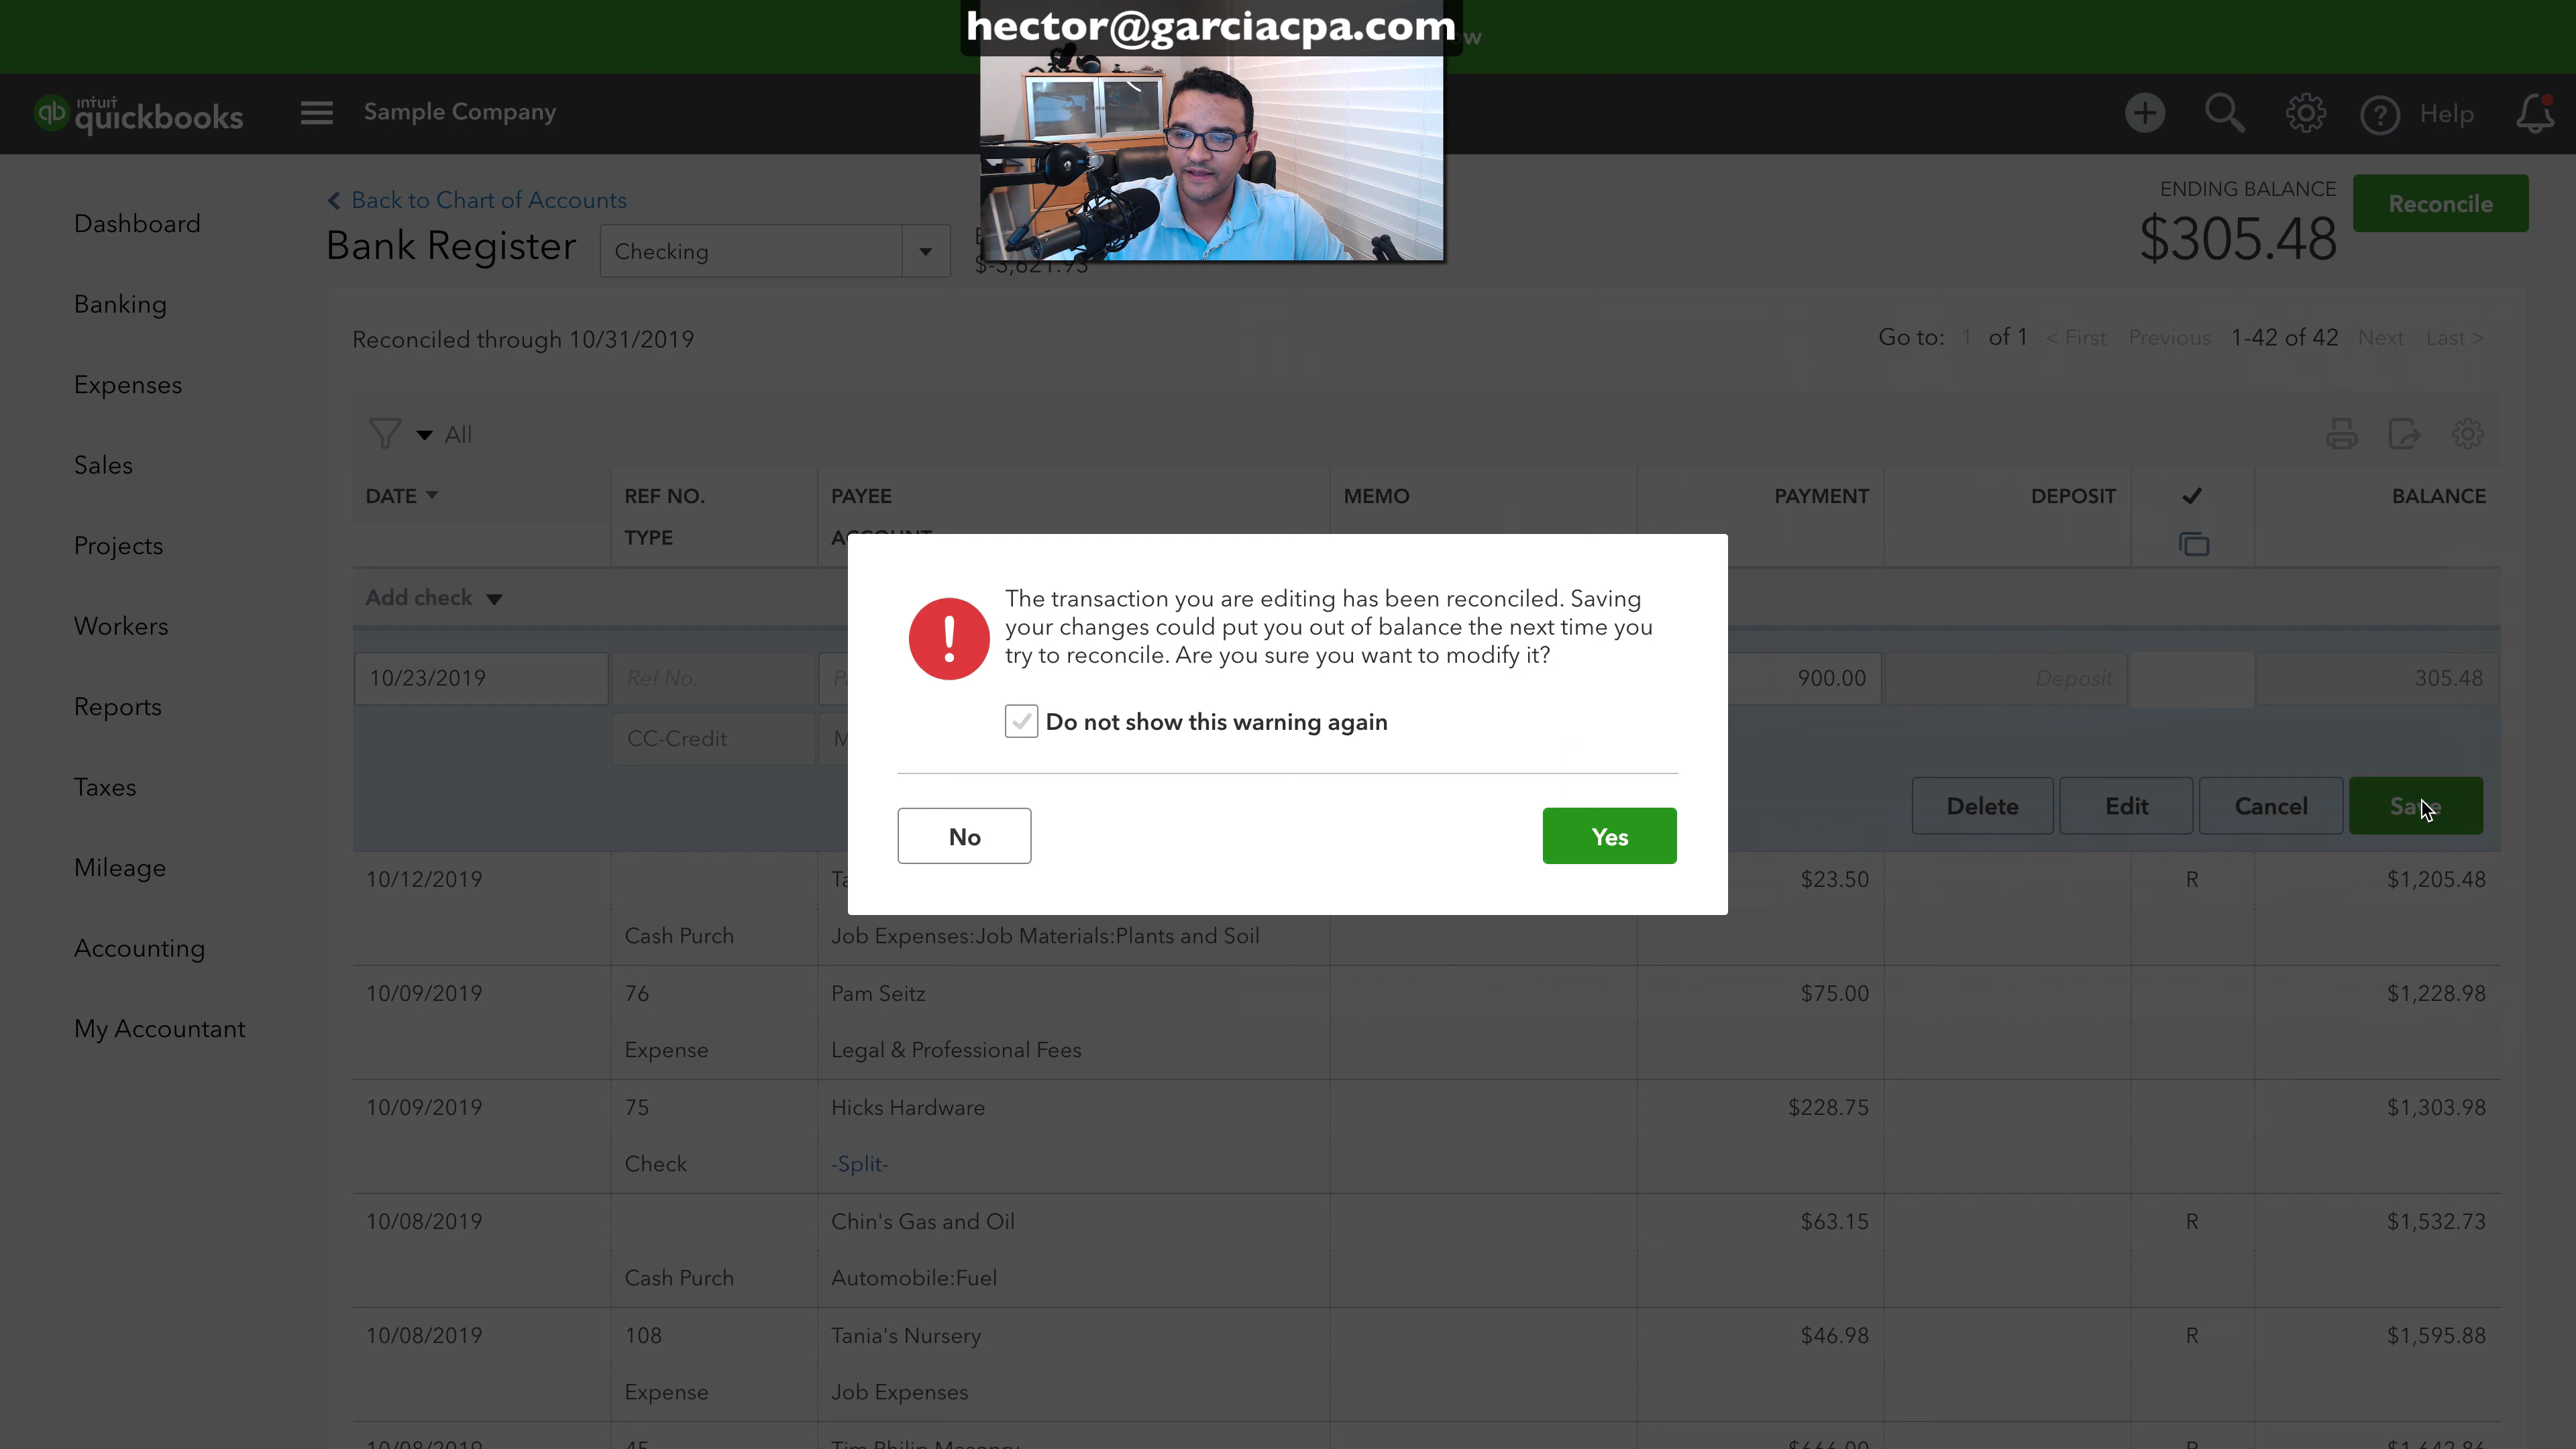 hector@garciacpa.com
intuit
quickbooks
Sample Company
Help
Dashboard
Banking
Expenses
Sales
Projects
Workers
Reports
Taxes
Mileage
Accounting
My Accountant
Back to Chart of Accounts
Bank Register
Checking
ENDING BALANCE
$305.48
Reconcile
Reconciled through 10/31/2019
Go to: 1 of 1 < First Previous 1-42 of 42 Next Last >
All
DATE REF NO. PAYEE MEMO PAYMENT DEPOSIT BALANCE
TYPE
Add check
The transaction you are editing has been reconciled. Saving
your changes could put you out of balance the next time you
try to reconcile. Are you sure you want to modify it?
Do not show this warning again
No Yes
10/23/2019 Ref No. 900.00 Deposit 305.48
CC-Credit
Delete Edit Cancel Save
10/12/2019 $23.50 R $1,205.48
Cash Purch Job Expenses:Job Materials:Plants and Soil
10/09/2019 76 Pam Seitz $75.00 $1,228.98
Expense Legal & Professional Fees
10/09/2019 75 Hicks Hardware $228.75 $1,303.98
Check -Split-
10/08/2019 Chin's Gas and Oil $63.15 R $1,532.73
Cash Purch Automobile:Fuel
10/08/2019 108 Tania's Nursery $46.98 R $1,595.88
Expense Job Expenses